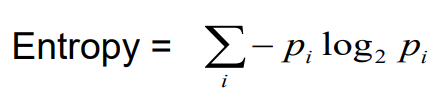 Entropy = ∑ᵢ − pᵢ log₂ pᵢ